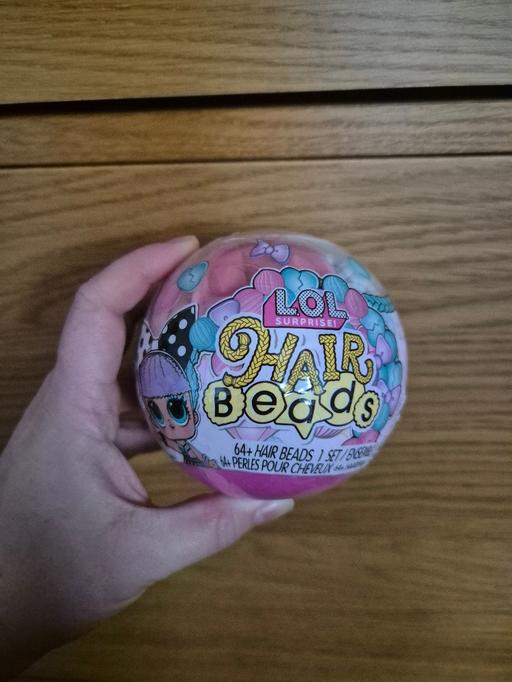 L.O.L.
SURPRISE!
HAIR
Beads
64+ HAIR BEADS 1 SET /
64+ PERLES POUR CHEVEUX